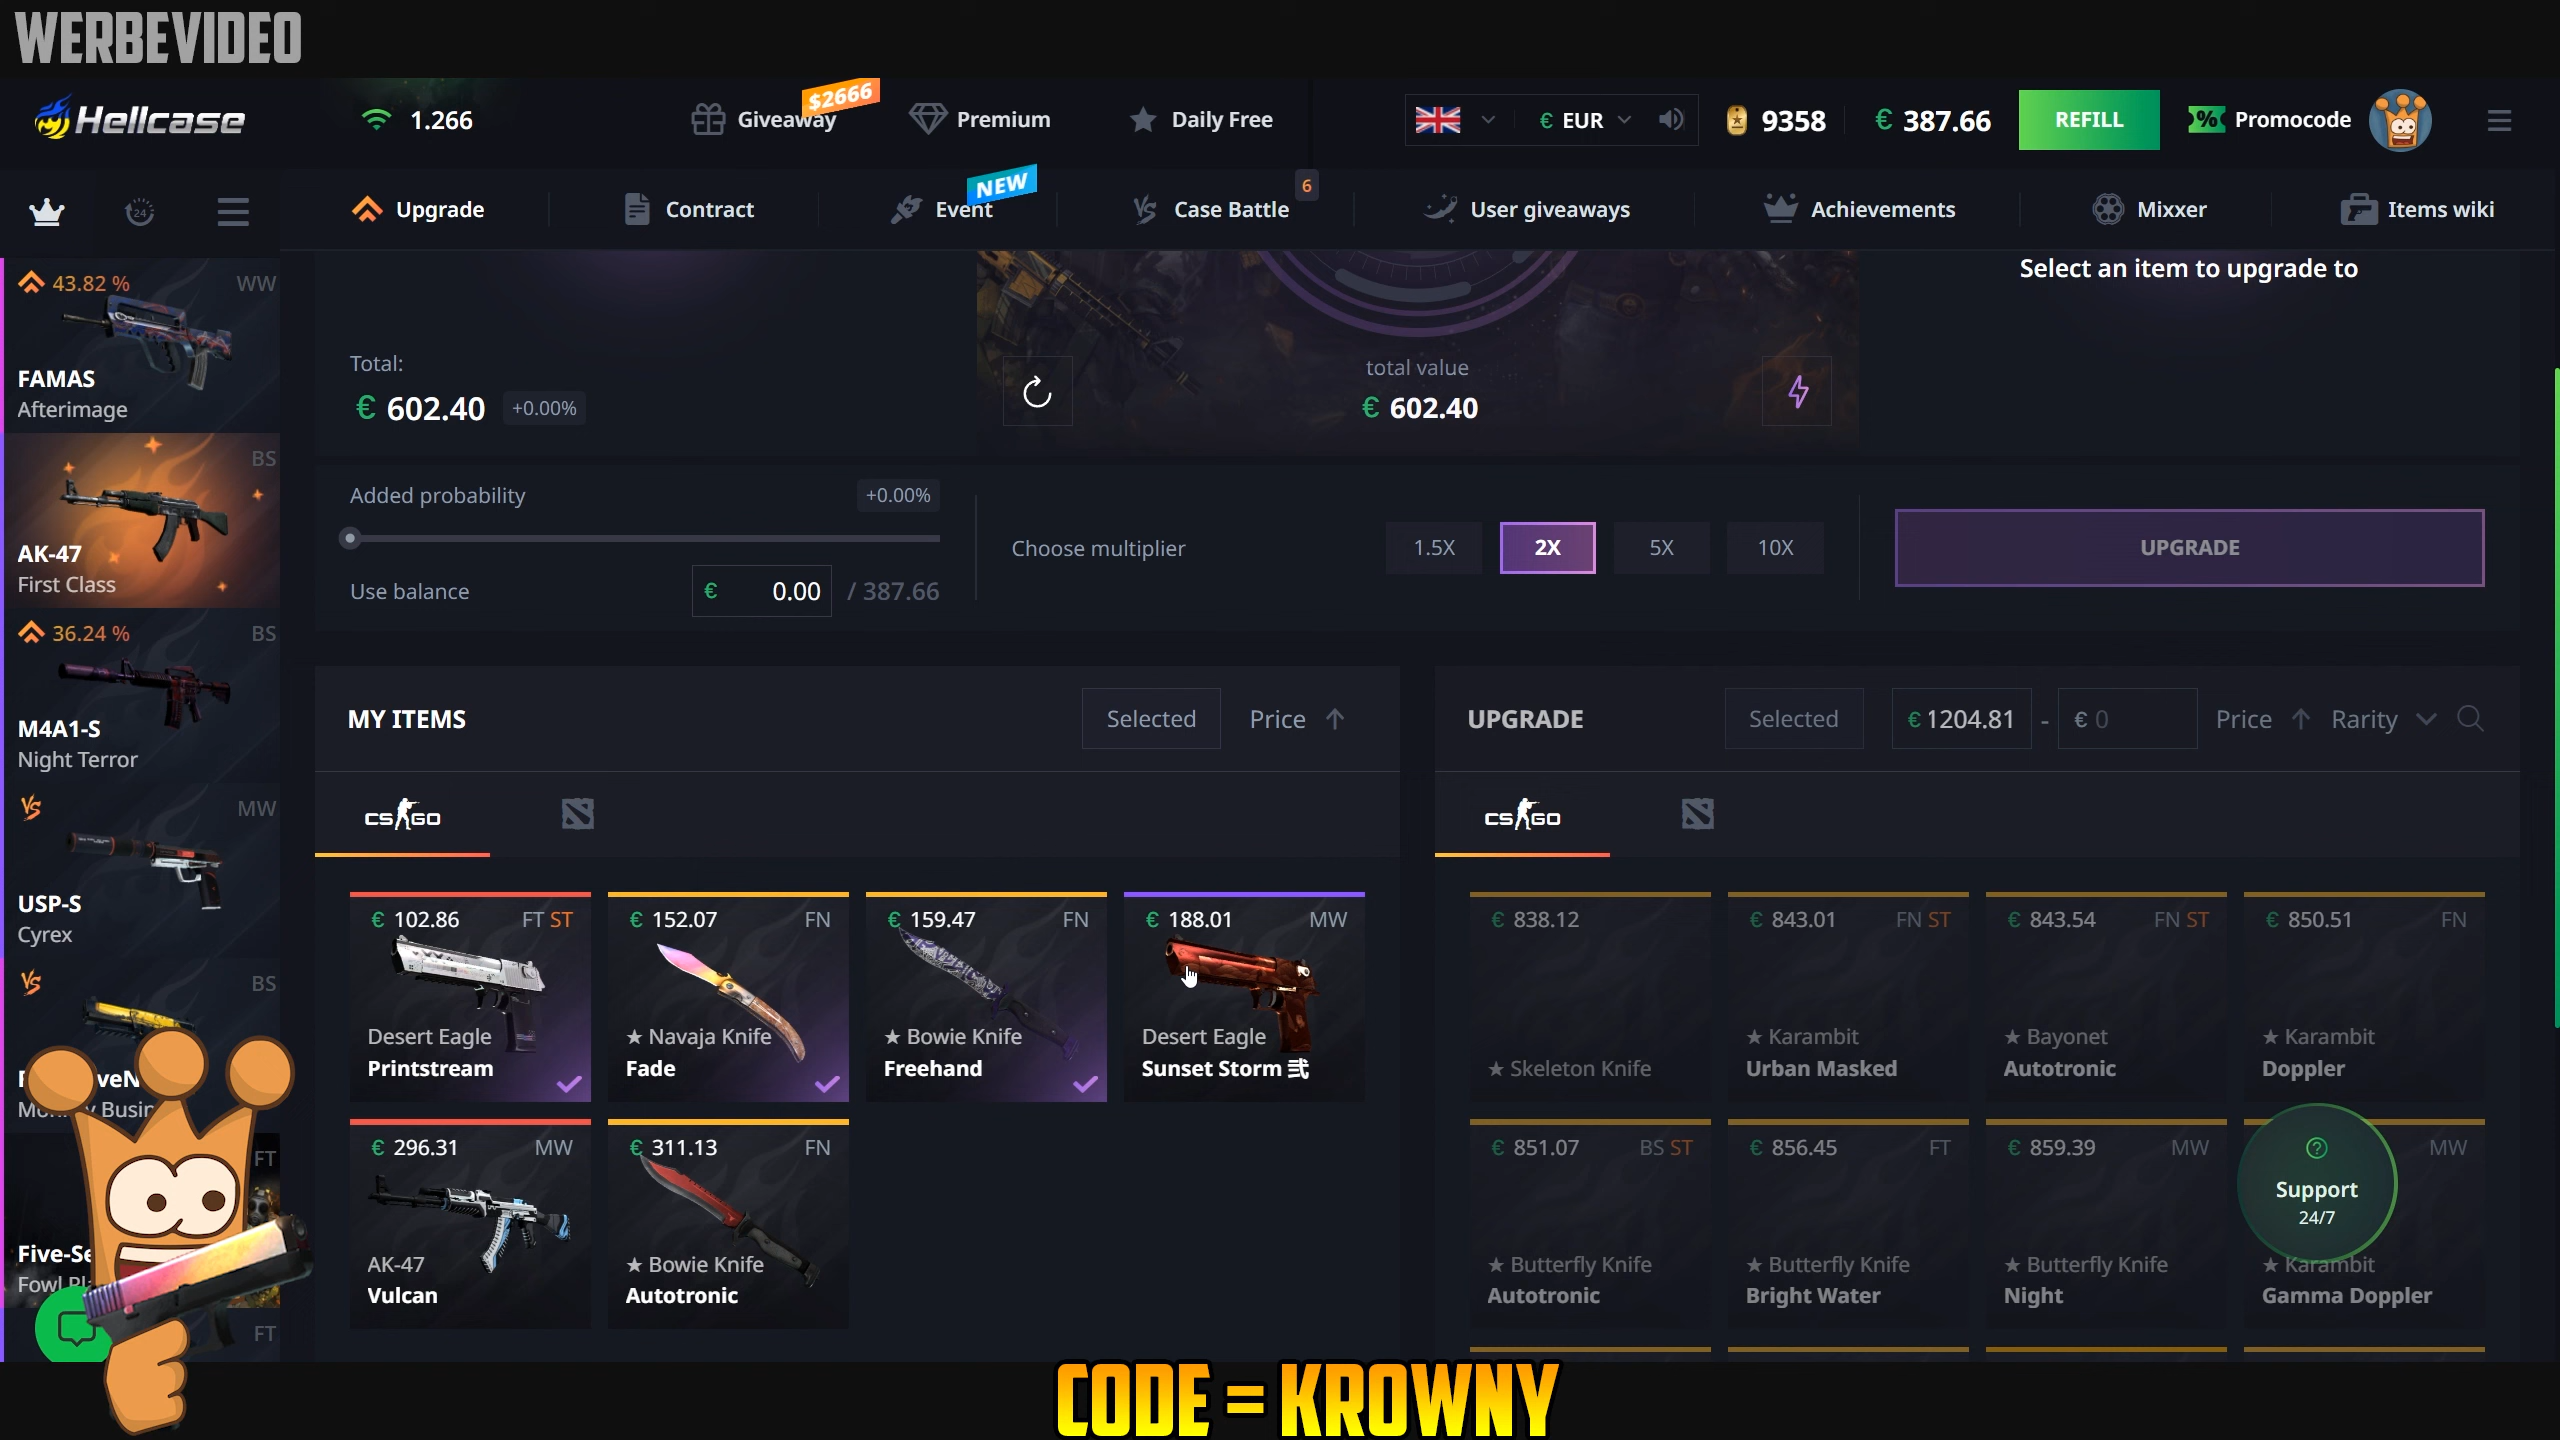 WERBEVIDEO
Hellcase
1.266
Giveaway
$2666
Premium
Daily Free
€ EUR
9358
€ 387.66
REFILL
% Promocode
24
Upgrade
Contract
Event
NEW
VS Case Battle
6
User giveaways
Achievements
Mixxer
Items wiki
43.82 % WW
FAMAS
Afterimage
BS
AK-47
First Class
36.24 % BS
M4A1-S
Night Terror
VS MW
USP-S
Cyrex
VS BS
FT
Five-Se
FT
Total:
€ 602.40 +0.00%
total value
€ 602.40
Select an item to upgrade to
Added probability +0.00%
Use balance € 0.00 / 387.66
Choose multiplier 1.5X 2X 5X 10X
UPGRADE
MY ITEMS Selected Price
CS GO
€ 102.86 FT ST
Desert Eagle
Printstream
€ 152.07 FN
★ Navaja Knife
Fade
€ 159.47 FN
★ Bowie Knife
Freehand
€ 188.01 MW
Desert Eagle
Sunset Storm 弐
€ 296.31 MW
AK-47
Vulcan
€ 311.13 FN
★ Bowie Knife
Autotronic
UPGRADE Selected € 1204.81 - € 0 Price Rarity
CS GO
€ 838.12
★ Skeleton Knife
€ 843.01 FN ST
★ Karambit
Urban Masked
€ 843.54 FN ST
★ Bayonet
Autotronic
€ 850.51 FN
★ Karambit
Doppler
€ 851.07 BS ST
★ Butterfly Knife
Autotronic
€ 856.45 FT
★ Butterfly Knife
Bright Water
€ 859.39 MW
★ Butterfly Knife
Night
MW
★ Karambit
Gamma Doppler
Support
24/7
CODE = KROWNY